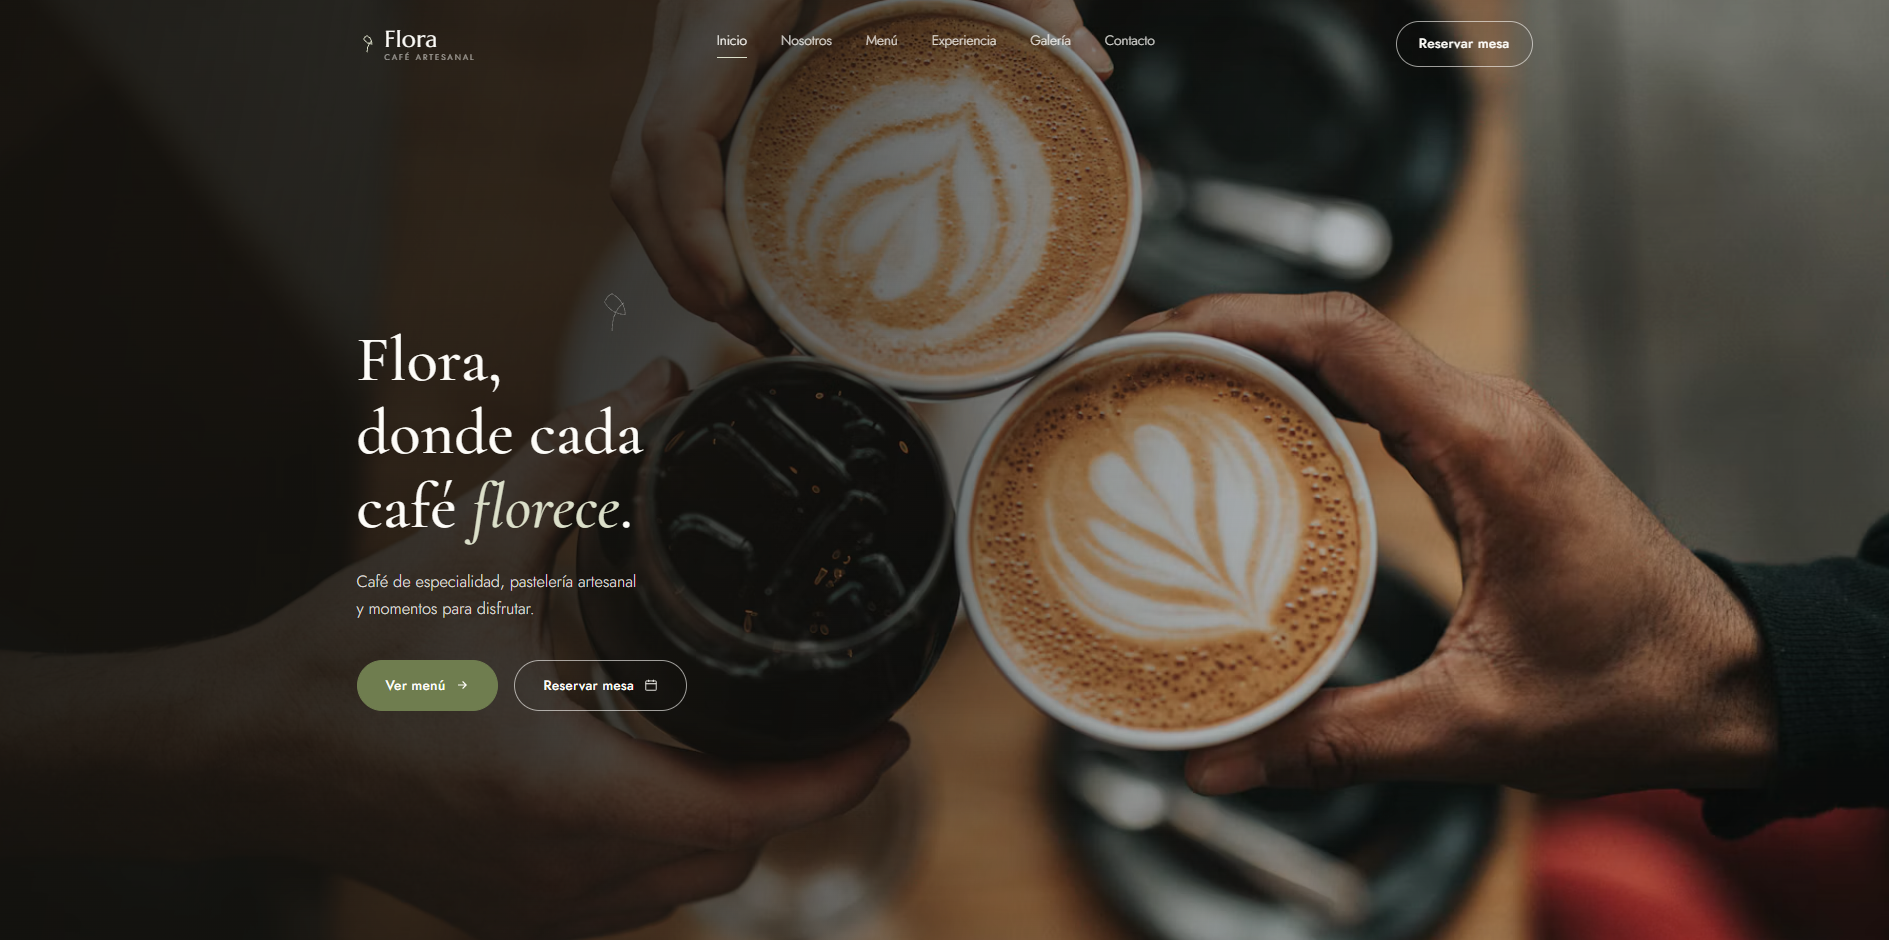 Flora
CAFÉ ARTESANAL
Inicio Nosotros Menú Experiencia Galería Contacto
Reservar mesa
Flora,
donde cada
café florece.
Café de especialidad, pastelería artesanal
y momentos para disfrutar.
Ver menú
Reservar mesa